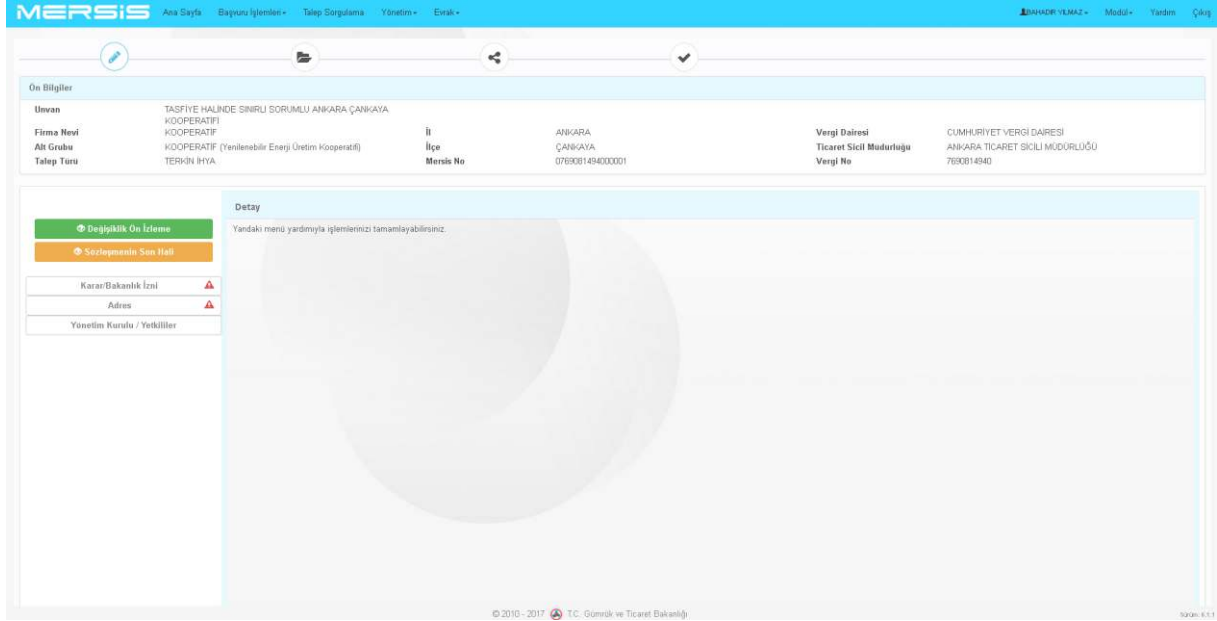 MERSiS Ana Sayfa Başvuru İşlemleri Talep Sorgulama Yönetim Evrak BAHADIR YILMAZ Modül Yardım Çıkış
Ön Bilgiler
Unvan TASFİYE HALİNDE SINIRLI SORUMLU ANKARA ÇANKAYA
KOOPERATİFİ
Firma Nevi KOOPERATİF İl ANKARA Vergi Dairesi CUMHURİYET VERGİ DAİRESİ
Alt Grubu KOOPERATİF (Yenilenebilir Enerji Üretim Kooperatifi) İlçe ÇANKAYA Ticaret Sicil Müdürlüğü ANKARA TİCARET SİCİLİ MÜDÜRLÜĞÜ
Talep Türü TERKİN İHYA Mersis No 0769081494000001 Vergi No 7690814940
Detay
Değişiklik Ön İzleme
Yandaki menü yardımıyla işlemlerinizi tamamlayabilirsiniz.
Sözleşmenin Son Hali
Karar/Bakanlık İzni
Adres
Yönetim Kurulu / Yetkililer
© 2010 - 2017 T.C. Gümrük ve Ticaret Bakanlığı